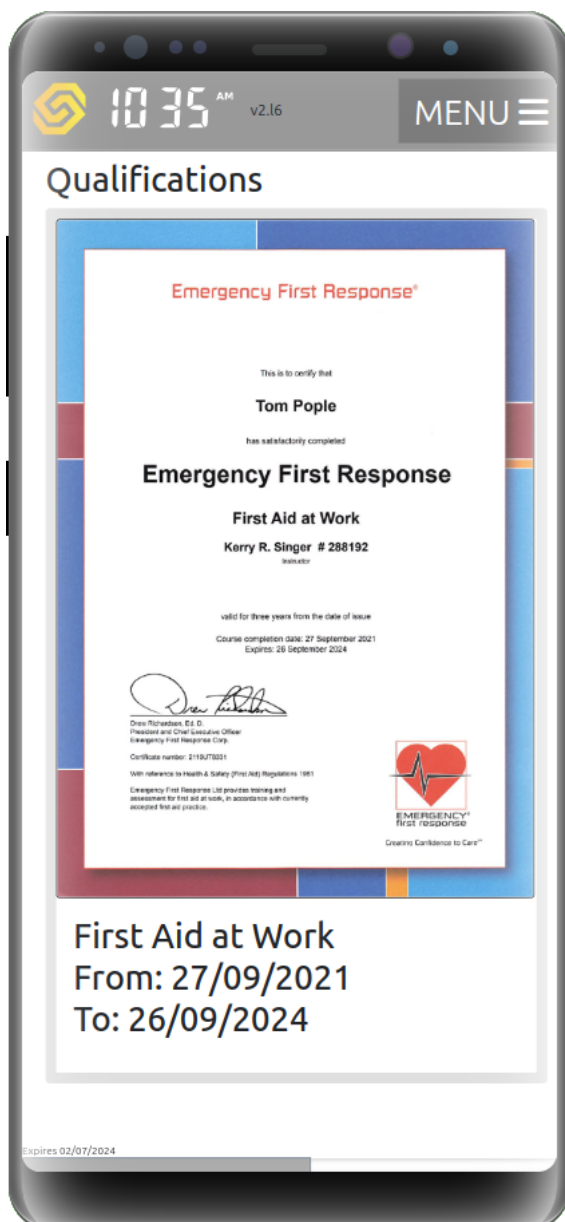 10 35 AM
v2.l6
MENU
Qualifications
Emergency First Response®
This is to certify that
Tom Pople
has satisfactorily completed
Emergency First Response
First Aid at Work
Kerry R. Singer # 288192
Instructor
valid for three years from the date of issue
Course completion date: 27 September 2021
Expires: 26 September 2024
Drew Richardson, Ed. D.
President and Chief Executive Officer
Emergency First Response Corp.
Certificate number: 2119UT8331
With reference to Health & Safety (First Aid) Regulations 1981
Emergency First Response Ltd provides training and
assessment for first aid at work, in accordance with currently
accepted first aid practice.
EMERGENCY®
first response
Creating Confidence to Care™
First Aid at Work
From: 27/09/2021
To: 26/09/2024
Expires 02/07/2024